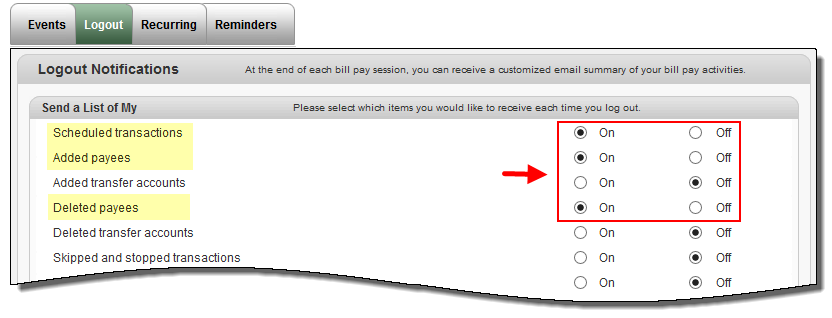 Events Logout Recurring Reminders
Logout Notifications At the end of each bill pay session, you can receive a customized email summary of your bill pay activities.
Send a List of My Please select which items you would like to receive each time you log out.
Scheduled transactions On Off
Added payees On Off
Added transfer accounts On Off
Deleted payees On Off
Deleted transfer accounts On Off
Skipped and stopped transactions On Off
On Off